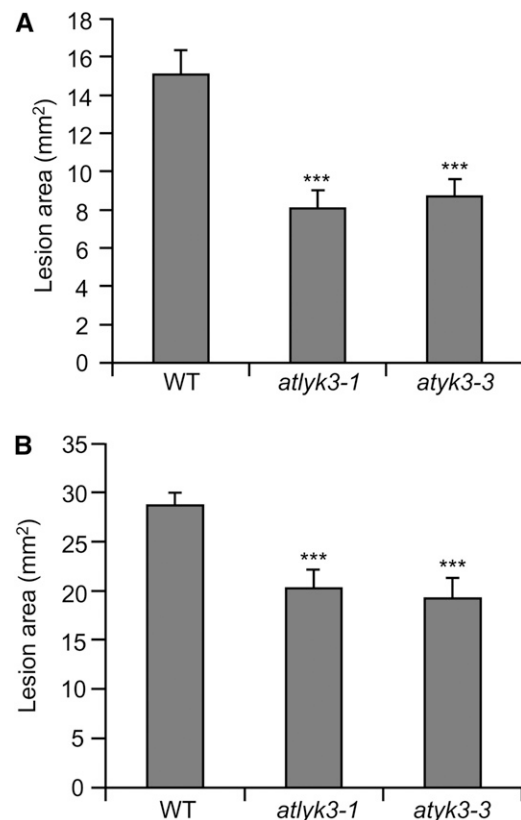 A
Lesion area (mm²)
18
16
14
12
10
8
6
4
2
0
***
***
WT
atlyk3-1
atyk3-3
B
Lesion area (mm²)
35
30
25
20
15
10
5
0
***
***
WT
atlyk3-1
atyk3-3